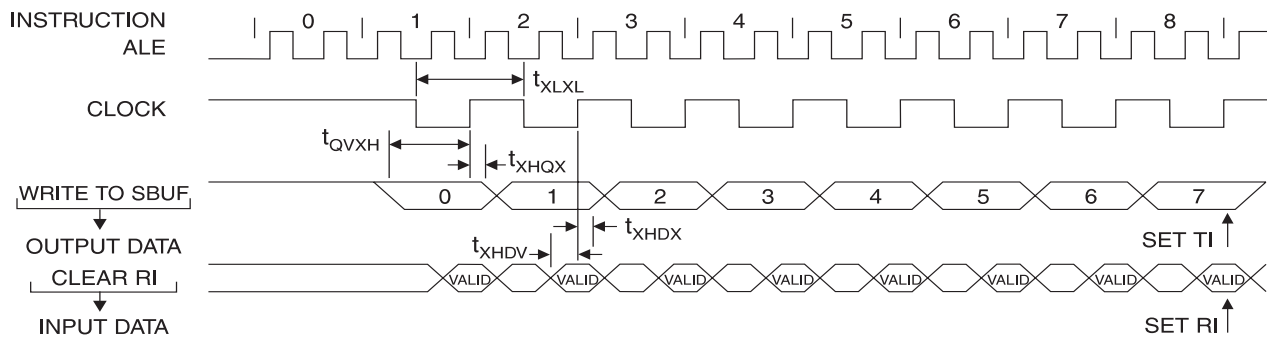 INSTRUCTION 0 1 2 3 4 5 6 7 8
ALE
tXLXL
CLOCK
tQVXH
tXHQX
WRITE TO SBUF 0 1 2 3 4 5 6 7
tXHDX
SET TI
OUTPUT DATA
tXHDV
CLEAR RI VALID VALID VALID VALID VALID VALID VALID VALID
INPUT DATA
SET RI